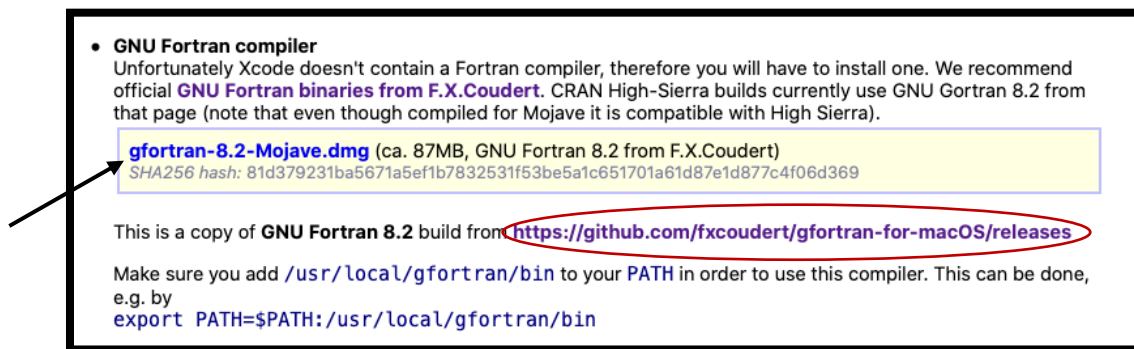 • GNU Fortran compiler
Unfortunately Xcode doesn't contain a Fortran compiler, therefore you will have to install one. We recommend
official GNU Fortran binaries from F.X.Coudert. CRAN High-Sierra builds currently use GNU Gortran 8.2 from
that page (note that even though compiled for Mojave it is compatible with High Sierra).
gfortran-8.2-Mojave.dmg (ca. 87MB, GNU Fortran 8.2 from F.X.Coudert)
SHA256 hash: 81d379231ba5671a5ef1b7832531f53be5a1c651701a61d87e1d877c4f06d369
This is a copy of GNU Fortran 8.2 build from https://github.com/fxcoudert/gfortran-for-macOS/releases
Make sure you add /usr/local/gfortran/bin to your PATH in order to use this compiler. This can be done,
e.g. by
export PATH=$PATH:/usr/local/gfortran/bin